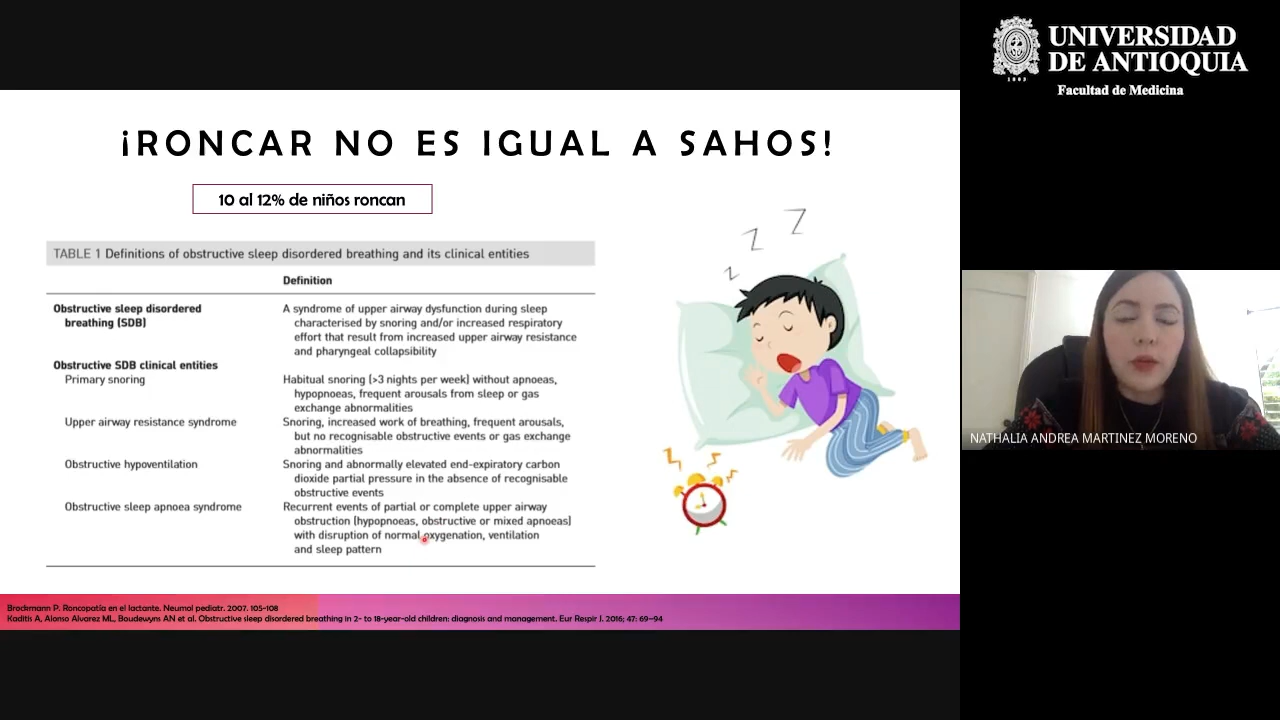 ¡RONCAR NO ES IGUAL A SAHOS!
10 al 12% de niños roncan
TABLE 1 Definitions of obstructive sleep disordered breathing and its clinical entities
Definition
Obstructive sleep disordered
breathing (SDB)
A syndrome of upper airway dysfunction during sleep
characterised by snoring and/or increased respiratory
effort that result from increased upper airway resistance
and pharyngeal collapsibility
Obstructive SDB clinical entities
Primary snoring
Habitual snoring (>3 nights per week) without apnoeas,
hypopnoeas, frequent arousals from sleep or gas
exchange abnormalities
Upper airway resistance syndrome
Snoring, increased work of breathing, frequent arousals,
but no recognisable obstructive events or gas exchange
abnormalities
Obstructive hypoventilation
Snoring and abnormally elevated end-expiratory carbon
dioxide partial pressure in the absence of recognisable
obstructive events
Obstructive sleep apnoea syndrome
Recurrent events of partial or complete upper airway
obstruction (hypopnoeas, obstructive or mixed apnoeas)
with disruption of normal oxygenation, ventilation
and sleep pattern
z z z
Brockmann P. Roncopatía en el lactante. Neumol pediatr. 2007. 105-108
Kaditis A, Alonso Alvarez ML, Boudewyns AN et al. Obstructive sleep disordered breathing in 2- to 18-year-old children: diagnosis and management. Eur Respir J. 2016; 47: 69–94
UNIVERSIDAD
DE ANTIOQUIA
1803
Facultad de Medicina
NATHALIA ANDREA MARTINEZ MORENO